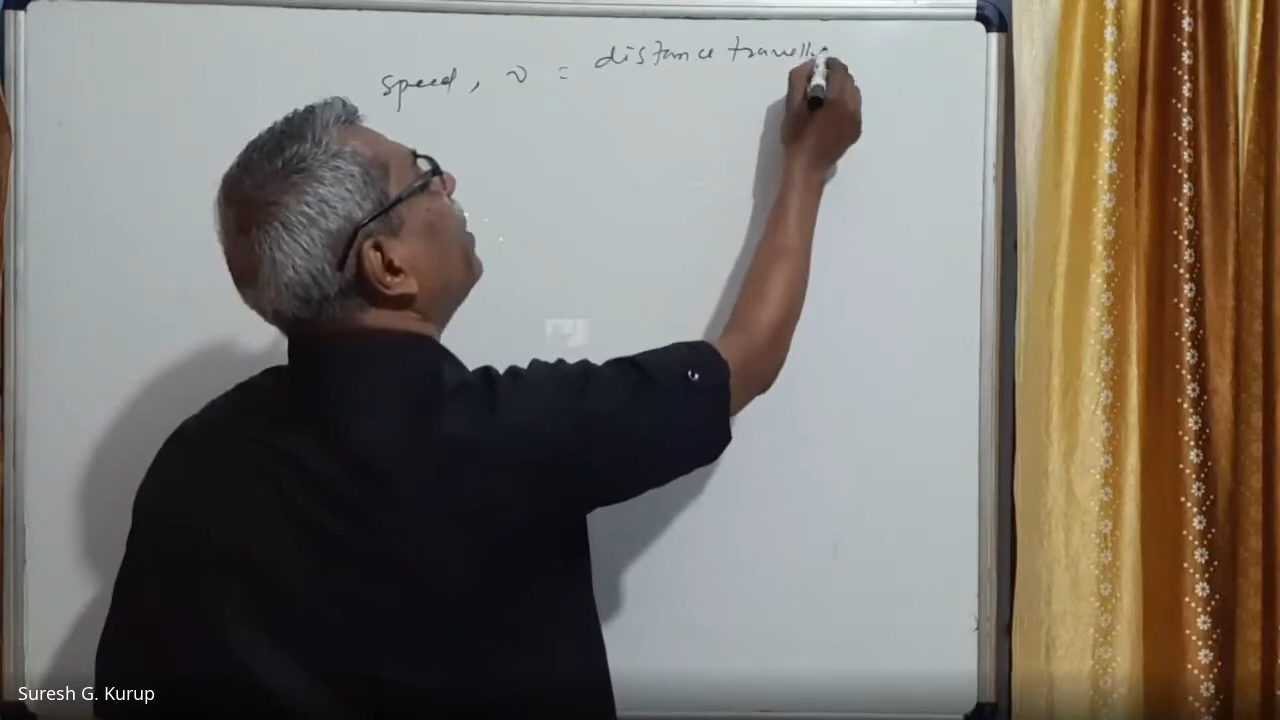 speed, v = distance travelle
Suresh G. Kurup